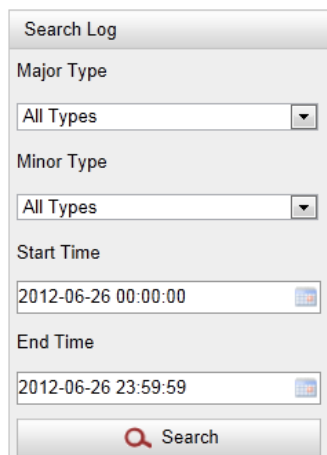 Search Log
Major Type
All Types
Minor Type
All Types
Start Time
2012-06-26 00:00:00
End Time
2012-06-26 23:59:59
Search